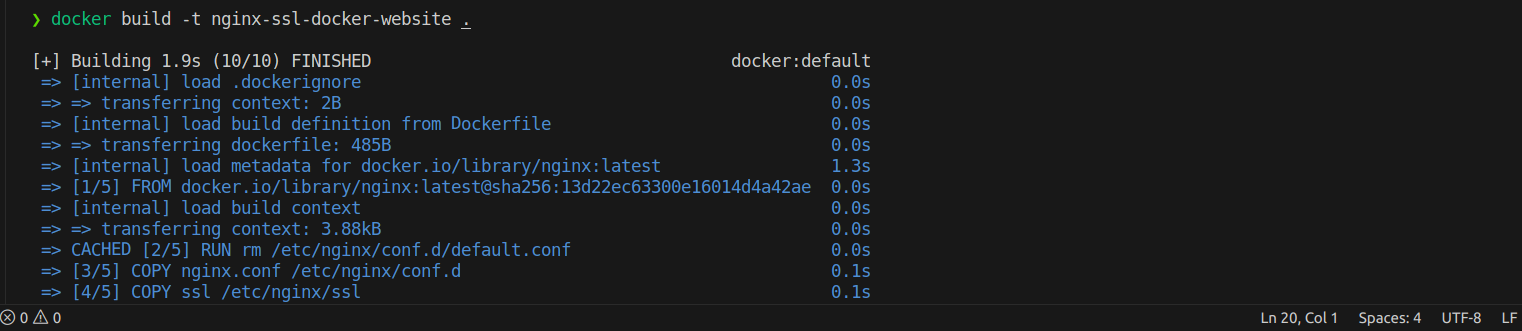 ❯ docker build -t nginx-ssl-docker-website .
[+] Building 1.9s (10/10) FINISHED docker:default
=> [internal] load .dockerignore 0.0s
=> => transferring context: 2B 0.0s
=> [internal] load build definition from Dockerfile 0.0s
=> => transferring dockerfile: 485B 0.0s
=> [internal] load metadata for docker.io/library/nginx:latest 1.3s
=> [1/5] FROM docker.io/library/nginx:latest@sha256:13d22ec63300e16014d4a42ae 0.0s
=> [internal] load build context 0.0s
=> => transferring context: 3.88kB 0.0s
=> CACHED [2/5] RUN rm /etc/nginx/conf.d/default.conf 0.0s
=> [3/5] COPY nginx.conf /etc/nginx/conf.d 0.1s
=> [4/5] COPY ssl /etc/nginx/ssl 0.1s
0 0 Ln 20, Col 1 Spaces: 4 UTF-8 LF